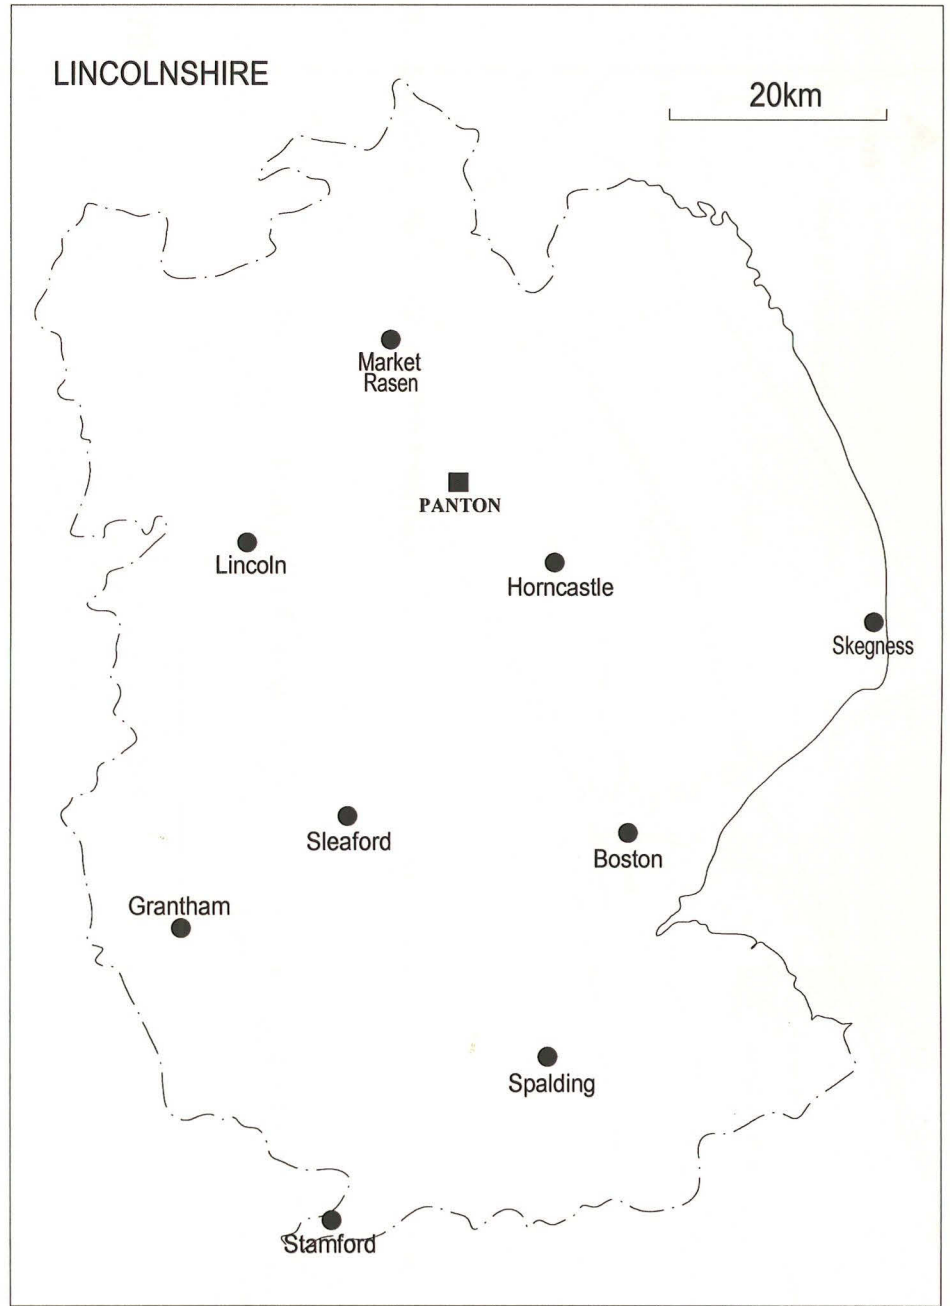 LINCOLNSHIRE
20km
Market
Rasen
PANTON
Lincoln
Horncastle
Skegness
Sleaford
Boston
Grantham
Spalding
Stamford